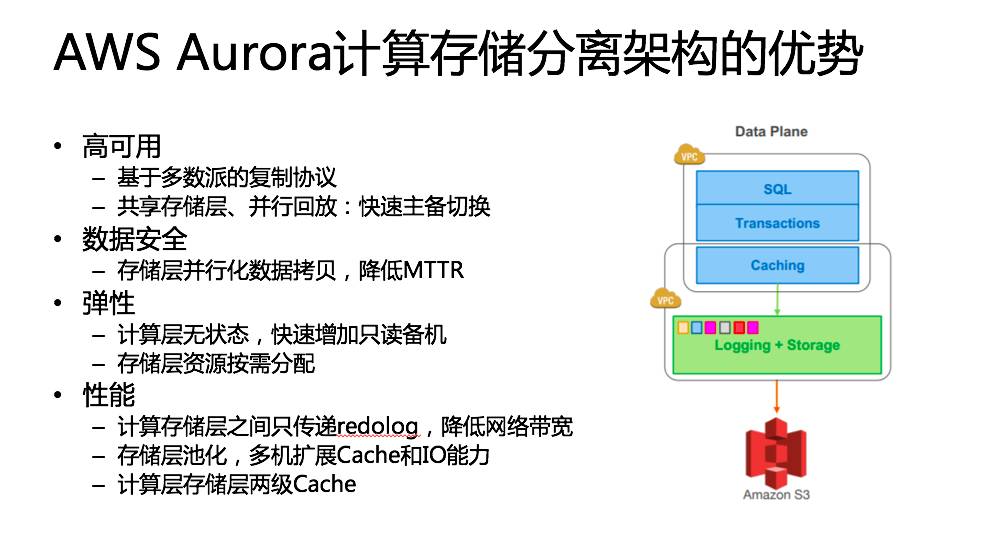 AWS Aurora计算存储分离架构的优势
• 高可用
– 基于多数派的复制协议
– 共享存储层、并行回放：快速主备切换
• 数据安全
– 存储层并行化数据拷贝，降低MTTR
• 弹性
– 计算层无状态，快速增加只读备机
– 存储层资源按需分配
• 性能
– 计算存储层之间只传递redolog，降低网络带宽
– 存储层池化，多机扩展Cache和IO能力
– 计算层存储层两级Cache
Data Plane
VPC
SQL
Transactions
Caching
VPC
Logging + Storage
Amazon S3